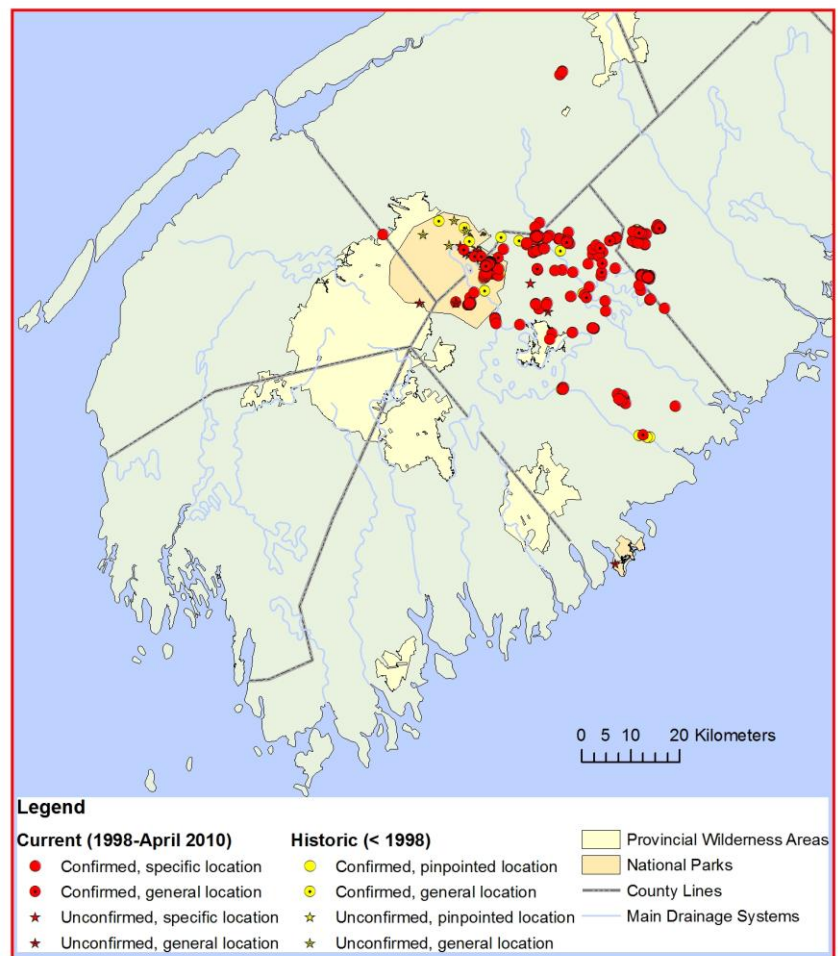 0 5 10 20 Kilometers
Legend
Current (1998-April 2010)
Confirmed, specific location
Confirmed, general location
Unconfirmed, specific location
Unconfirmed, general location
Historic (< 1998)
Confirmed, pinpointed location
Confirmed, general location
Unconfirmed, pinpointed location
Unconfirmed, general location
Provincial Wilderness Areas
National Parks
County Lines
Main Drainage Systems